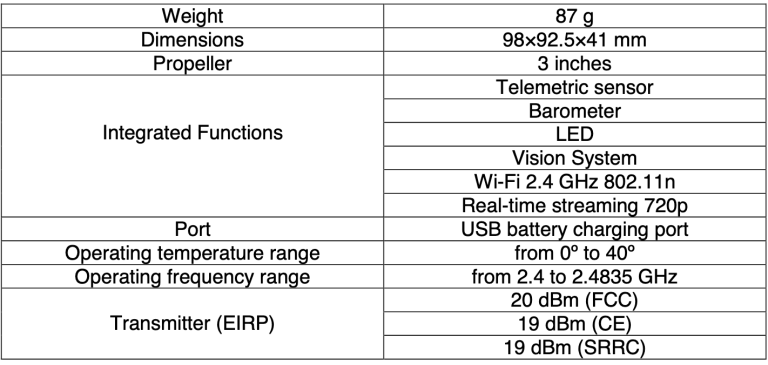 Weight 87 g
Dimensions 98×92.5×41 mm
Propeller 3 inches
Telemetric sensor
Barometer
Integrated Functions LED
Vision System
Wi-Fi 2.4 GHz 802.11n
Real-time streaming 720p
Port USB battery charging port
Operating temperature range from 0º to 40º
Operating frequency range from 2.4 to 2.4835 GHz
20 dBm (FCC)
Transmitter (EIRP) 19 dBm (CE)
19 dBm (SRRC)